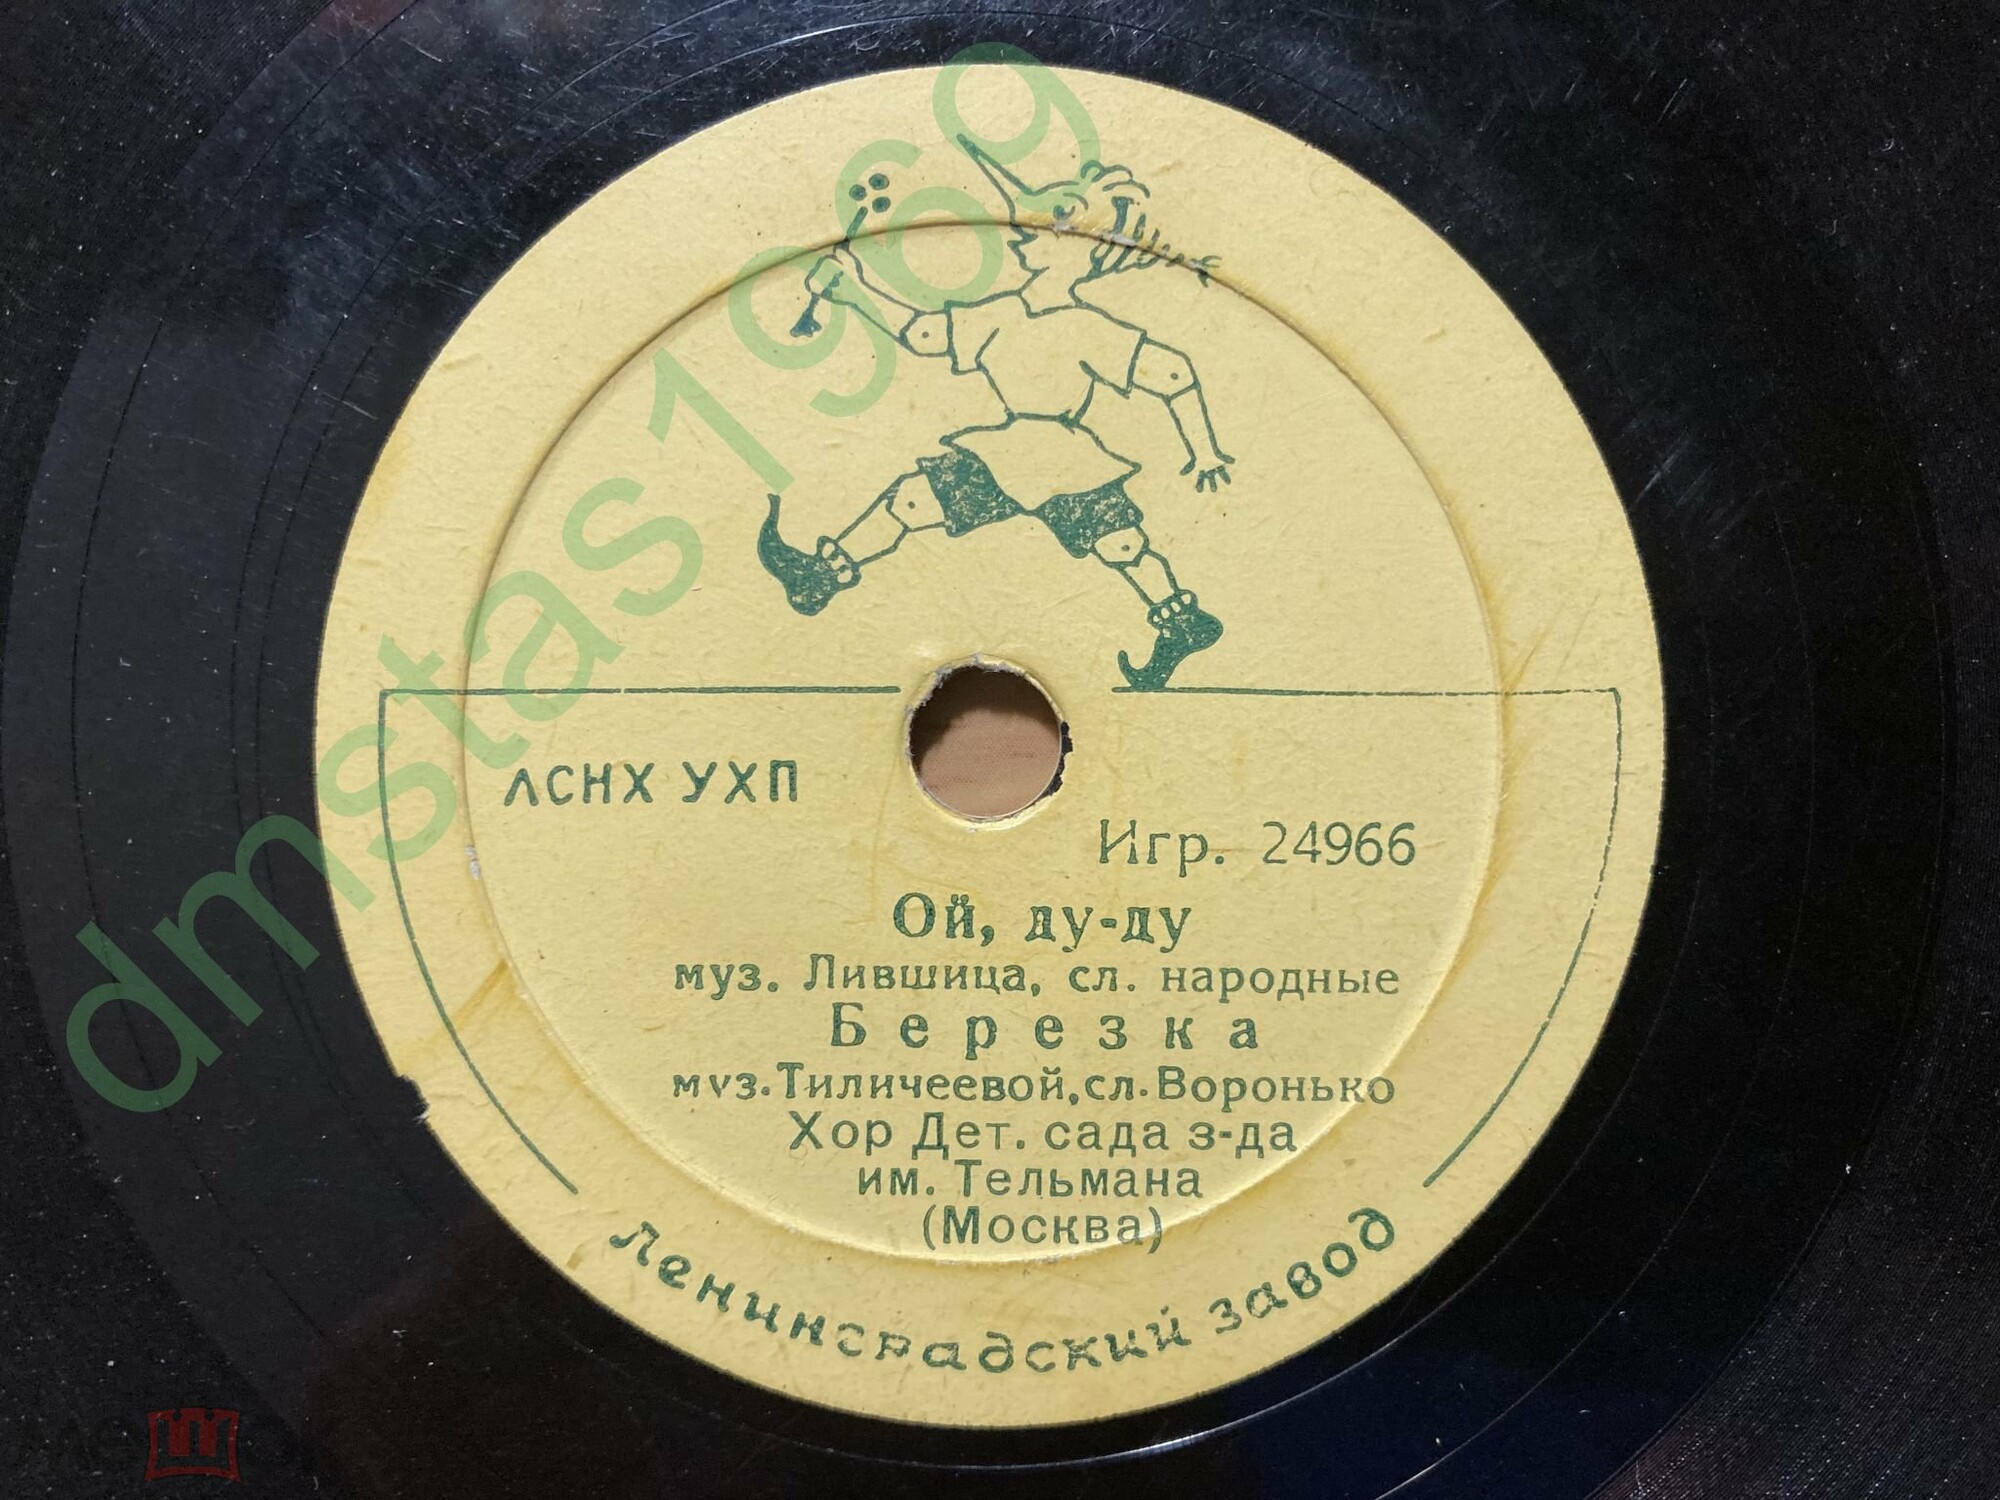 ЛСНХ УХП
Игр. 24966
Ой, ду-ду
муз. Лившица, сл. народные
Березка
муз. Тиличеевой, сл. Воронько
Хор Дет. сада з-да
им. Тельмана
(Москва)
Ленинградский завод
dmstas1969